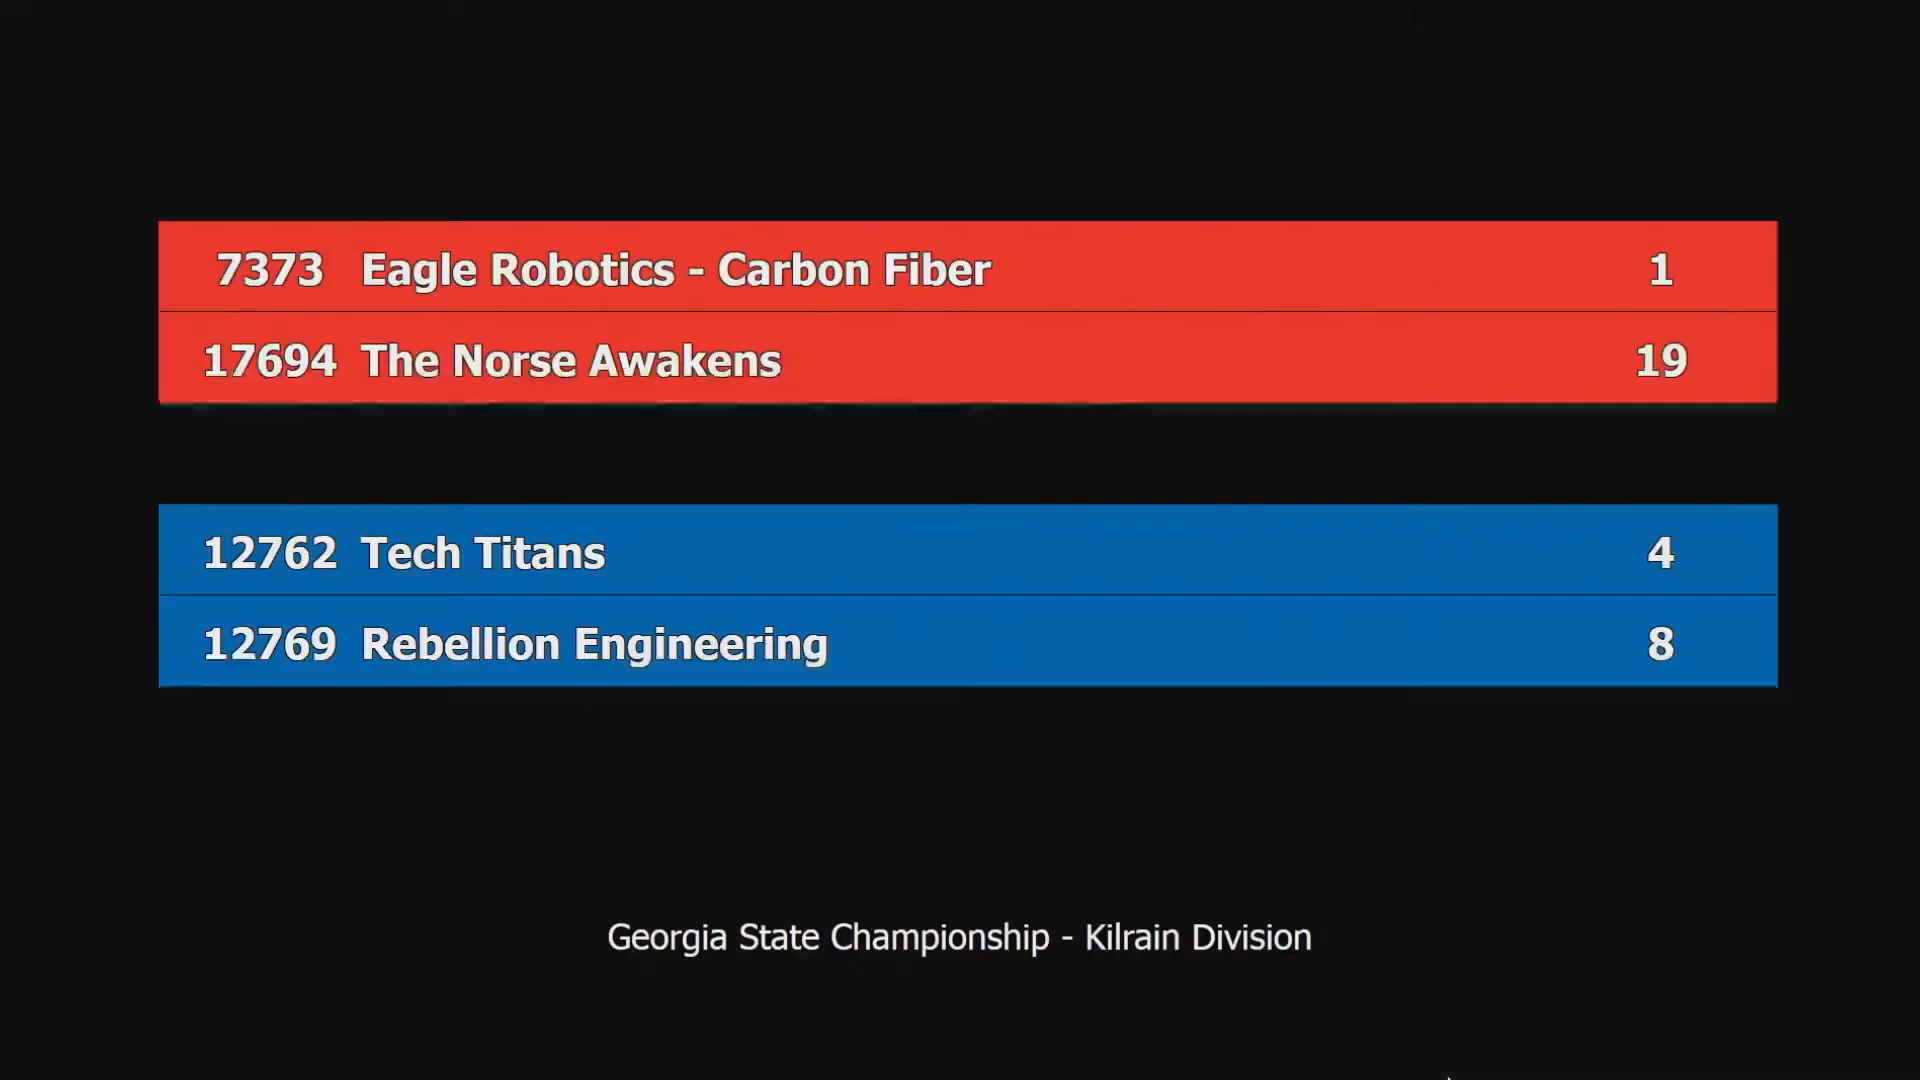 7373 Eagle Robotics - Carbon Fiber 1
17694 The Norse Awakens 19
12762 Tech Titans 4
12769 Rebellion Engineering 8
Georgia State Championship - Kilrain Division